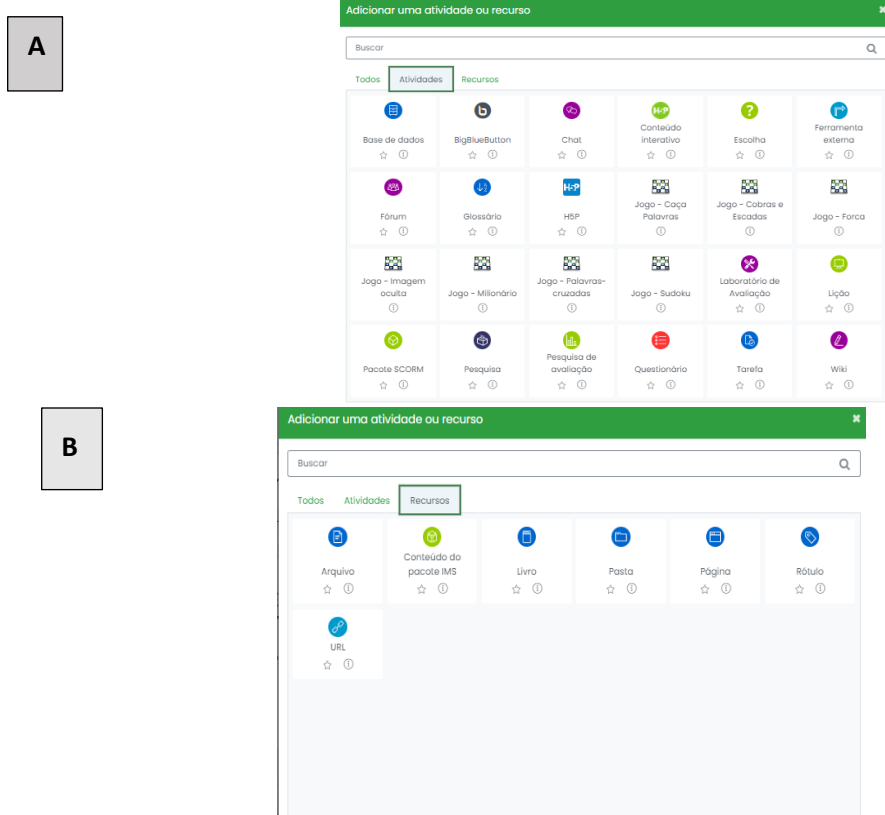 A
Adicionar uma atividade ou recurso
Buscar
Todos Atividades Recursos
Base de dados
BigBlueButton
Chat
Conteúdo
interativo
Escolha
Ferramenta
externa
Fórum
Glossário
H5P
Jogo - Caça
Palavras
Jogo - Cobras e
Escadas
Jogo - Forca
Jogo - Imagem
oculta
Jogo - Milionário
Jogo - Palavras-
cruzadas
Jogo - Sudoku
Laboratório de
Avaliação
Lição
Pacote SCORM
Pesquisa
Pesquisa de
avaliação
Questionário
Tarefa
Wiki
B
Adicionar uma atividade ou recurso
Buscar
Todos Atividades Recursos
Arquivo
Conteúdo do
pacote IMS
Livro
Pasta
Página
Rótulo
URL